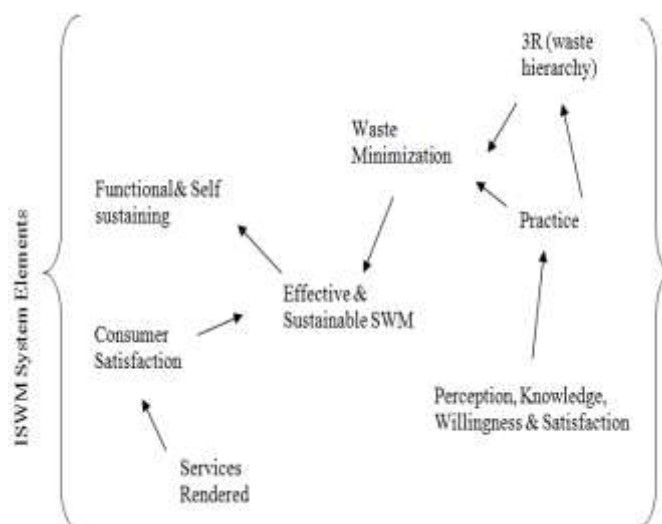 3R (waste
hierarchy)
Waste
Minimization
Functional& Self
sustaining
Practice
Effective &
Sustainable SWM
Consumer
Satisfaction
Perception, Knowledge,
Willingness & Satisfaction
Services
Rendered
ISWM System Elements